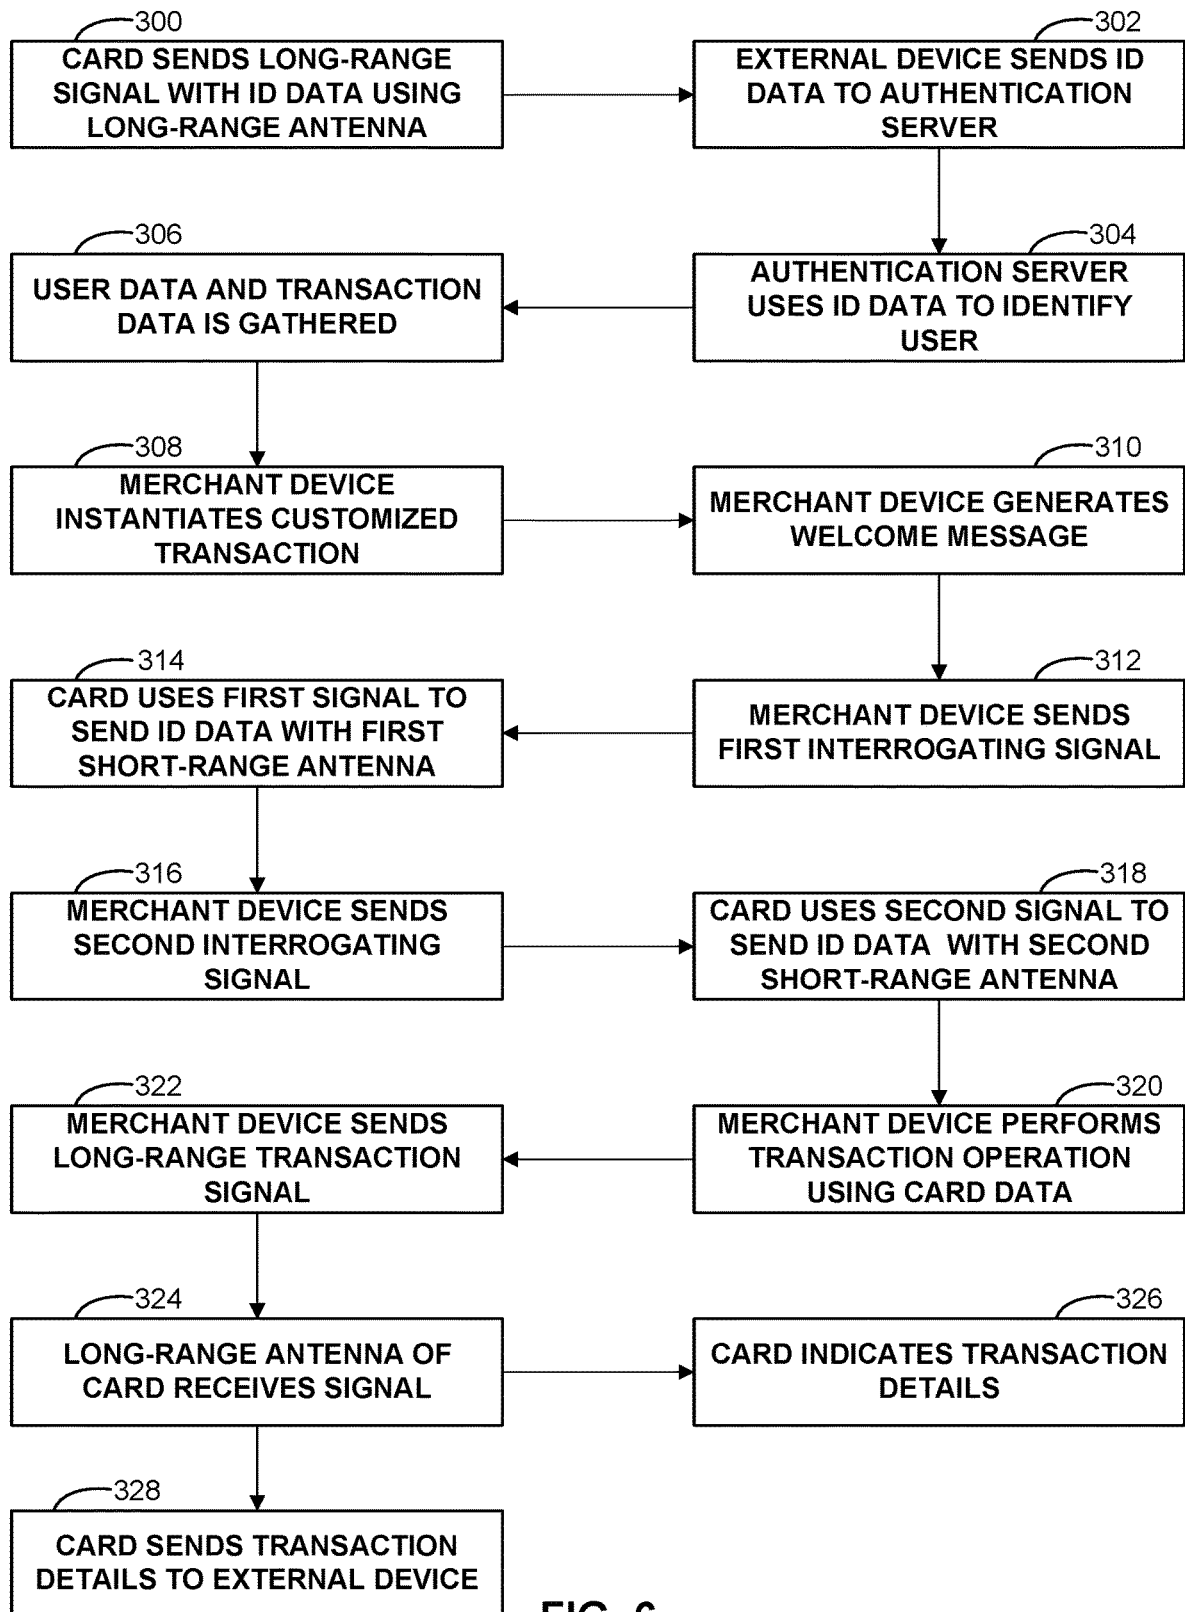 300
CARD SENDS LONG-RANGE
SIGNAL WITH ID DATA USING
LONG-RANGE ANTENNA
302
EXTERNAL DEVICE SENDS ID
DATA TO AUTHENTICATION
SERVER
304
AUTHENTICATION SERVER
USES ID DATA TO IDENTIFY
USER
306
USER DATA AND TRANSACTION
DATA IS GATHERED
308
MERCHANT DEVICE
INSTANTIATES CUSTOMIZED
TRANSACTION
310
MERCHANT DEVICE GENERATES
WELCOME MESSAGE
312
MERCHANT DEVICE SENDS
FIRST INTERROGATING SIGNAL
314
CARD USES FIRST SIGNAL TO
SEND ID DATA WITH FIRST
SHORT-RANGE ANTENNA
316
MERCHANT DEVICE SENDS
SECOND INTERROGATING
SIGNAL
318
CARD USES SECOND SIGNAL TO
SEND ID DATA WITH SECOND
SHORT-RANGE ANTENNA
320
MERCHANT DEVICE PERFORMS
TRANSACTION OPERATION
USING CARD DATA
322
MERCHANT DEVICE SENDS
LONG-RANGE TRANSACTION
SIGNAL
324
LONG-RANGE ANTENNA OF
CARD RECEIVES SIGNAL
326
CARD INDICATES TRANSACTION
DETAILS
328
CARD SENDS TRANSACTION
DETAILS TO EXTERNAL DEVICE
FIG. 6